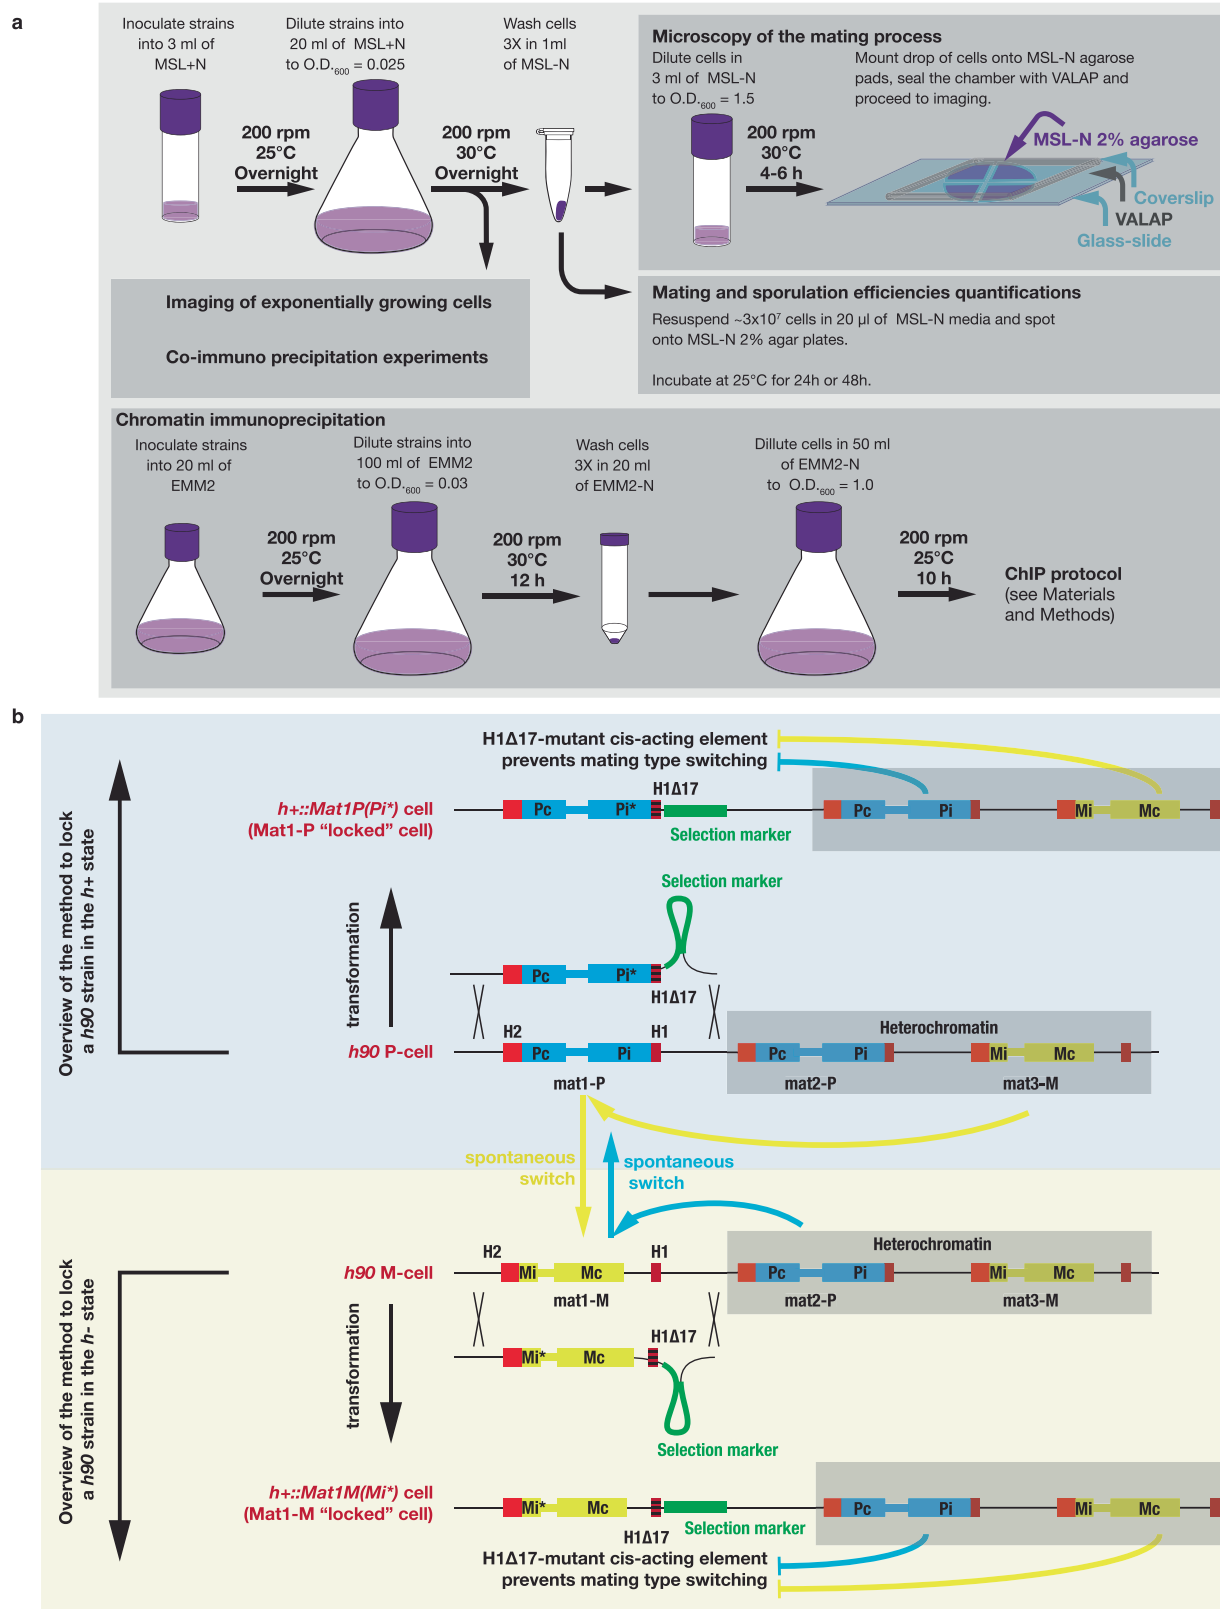 a
Inoculate strains
into 3 ml of
MSL+N
Dilute strains into
20 ml of MSL+N
to O.D.600 = 0.025
Wash cells
3X in 1ml
of MSL-N
200 rpm
25°C
Overnight
200 rpm
30°C
Overnight
Microscopy of the mating process
Dilute cells in
3 ml of MSL-N
to O.D.600 = 1.5
Mount drop of cells onto MSL-N agarose
pads, seal the chamber with VALAP and
proceed to imaging.
200 rpm
30°C
4-6 h
MSL-N 2% agarose
Coverslip
VALAP
Glass-slide
Imaging of exponentially growing cells
Co-immuno precipitation experiments
Mating and sporulation efficiencies quantifications
Resuspend ~3x10⁷ cells in 20 µl of MSL-N media and spot
onto MSL-N 2% agar plates.
Incubate at 25°C for 24h or 48h.
Chromatin immunoprecipitation
Inoculate strains
into 20 ml of
EMM2
Dilute strains into
100 ml of EMM2
to O.D.600 = 0.03
Wash cells
3X in 20 ml
of EMM2-N
Dillute cells in 50 ml
of EMM2-N
to O.D.600 = 1.0
200 rpm
25°C
Overnight
200 rpm
30°C
12 h
200 rpm
25°C
10 h
ChIP protocol
(see Materials
and Methods)
b
Overview of the method to lock
a h90 strain in the h+ state
H1Δ17-mutant cis-acting element
prevents mating type switching
h+::Mat1P(Pi*) cell
(Mat1-P “locked” cell)
H1Δ17
Pc Pi* Pc Pi Mi Mc
Selection marker
transformation
Selection marker
Pc Pi*
H1Δ17
H2 H1 Heterochromatin
h90 P-cell
Pc Pi Pc Pi Mi Mc
mat1-P mat2-P mat3-M
spontaneous
switch
spontaneous
switch
Overview of the method to lock
a h90 strain in the h- state
H2 H1 Heterochromatin
h90 M-cell
Mi Mc Pc Pi Mi Mc
mat1-M mat2-P mat3-M
transformation
H1Δ17
Mi* Mc
Selection marker
h+::Mat1M(Mi*) cell
(Mat1-M “locked” cell)
Mi* Mc Pc Pi Mi Mc
Selection marker
H1Δ17
H1Δ17-mutant cis-acting element
prevents mating type switching